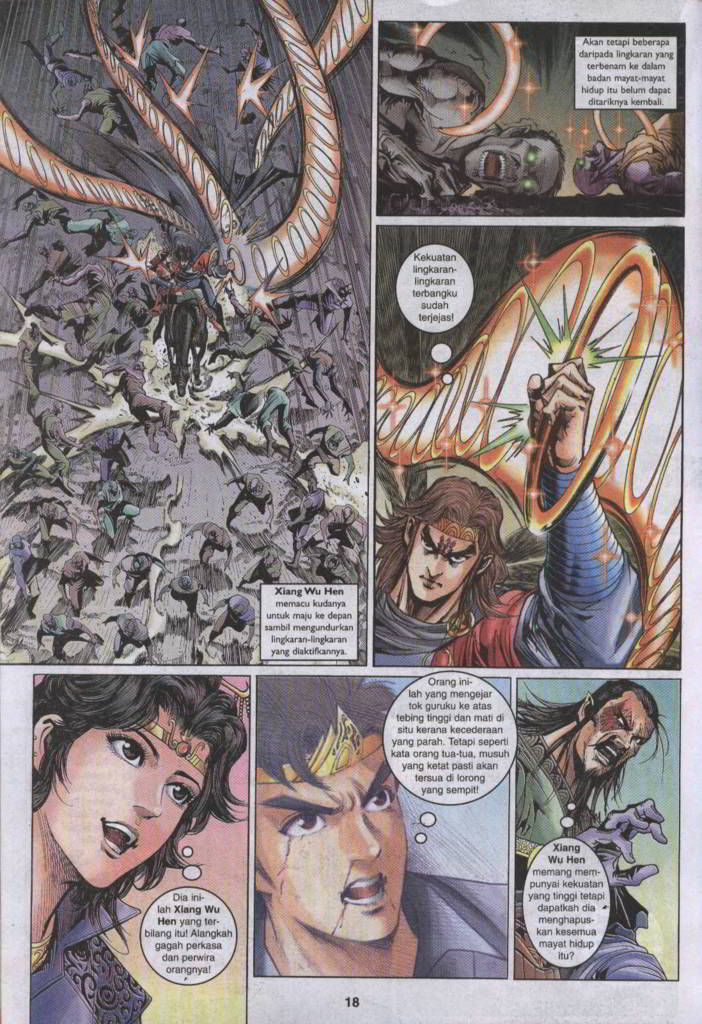 Xiang Wu Hen
memacu kudanya
untuk maju ke depan
sambil mengundurkan
lingkaran-lingkaran
yang diaktifkannya.
Akan tetapi beberapa
daripada lingkaran yang
terbenam ke dalam
badan mayat-mayat
hidup itu belum dapat
ditariknya kembali.
Kekuatan
lingkaran-
lingkaran
terbangku
sudah
terjejas!
Dia ini-
lah Xiang Wu
Hen yang ter-
bilang itu! Alangkah
gagah perkasa
dan perwira
orangnya!
Orang ini-
lah yang mengejar
tok guruku ke atas
tebing tinggi dan mati di
situ kerana kecederaan
yang parah. Tetapi seperti
kata orang tua-tua, musuh
yang ketat pasti akan
tersua di lorong
yang sempit!
Xiang
Wu Hen
memang mem-
punyai kekuatan
yang tinggi tetapi
dapatkah dia
menghapus-
kan kesemua
mayat hidup
itu?
18